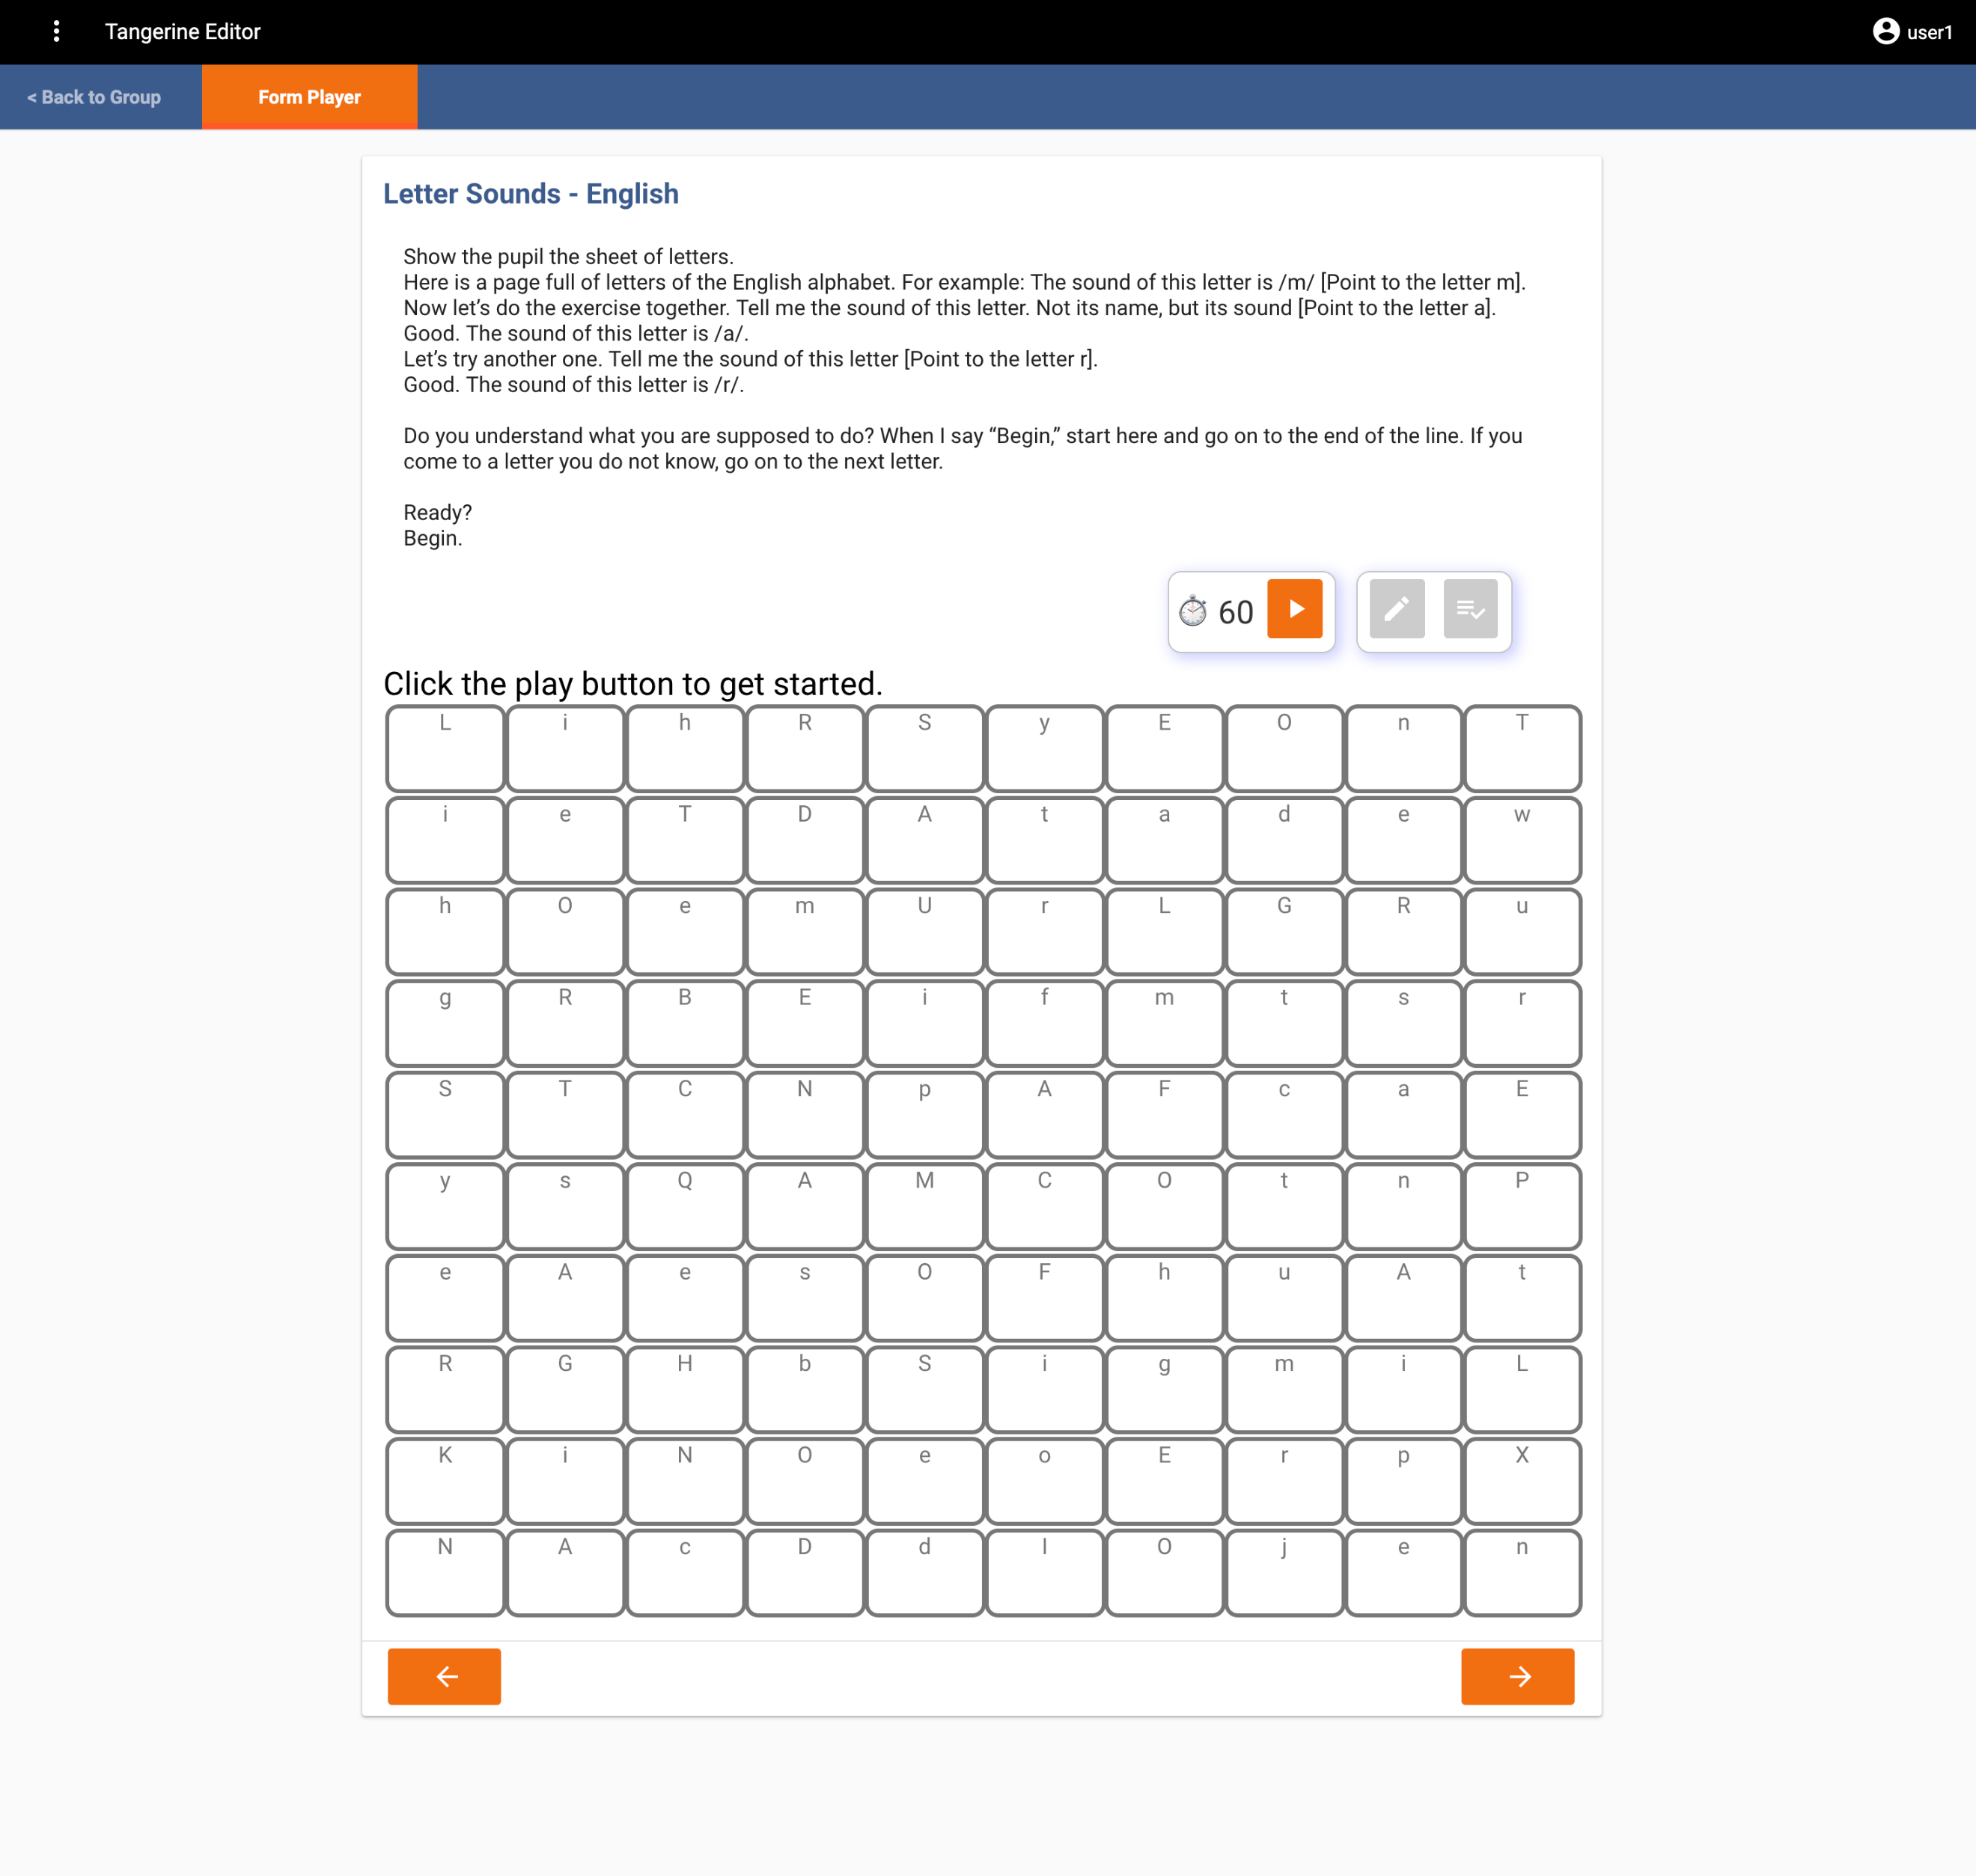 Tangerine Editor
user1
< Back to Group
Form Player
Letter Sounds - English
Show the pupil the sheet of letters.
Here is a page full of letters of the English alphabet. For example: The sound of this letter is /m/ [Point to the letter m].
Now let’s do the exercise together. Tell me the sound of this letter. Not its name, but its sound [Point to the letter a].
Good. The sound of this letter is /a/.
Let’s try another one. Tell me the sound of this letter [Point to the letter r].
Good. The sound of this letter is /r/.
Do you understand what you are supposed to do? When I say “Begin,” start here and go on to the end of the line. If you
come to a letter you do not know, go on to the next letter.
Ready?
Begin.
60
Click the play button to get started.
L i h R S y E O n T
i e T D A t a d e w
h O e m U r L G R u
g R B E i f m t s r
S T C N p A F c a E
y s Q A M C O t n P
e A e s O F h u A t
R G H b S i g m i L
K i N O e o E r p X
N A c D d I O j e n